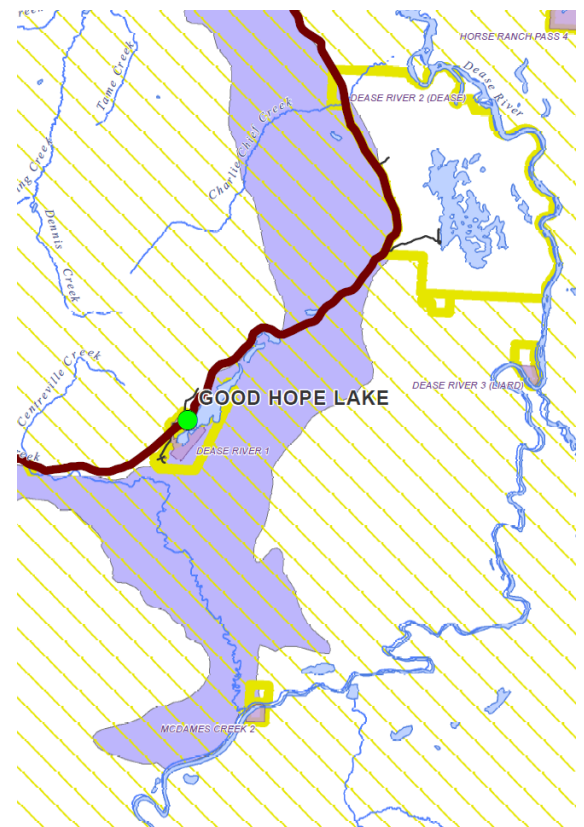 HORSE RANCH PASS 4
Tame Creek
Dease River
DEASE RIVER 2 (DEASE)
Charlie Chief Creek
Creek
Dennis Creek
Centreville Creek
DEASE RIVER 3 (LIARD)
GOOD HOPE LAKE
DEASE RIVER 1
MCDAMES CREEK 2